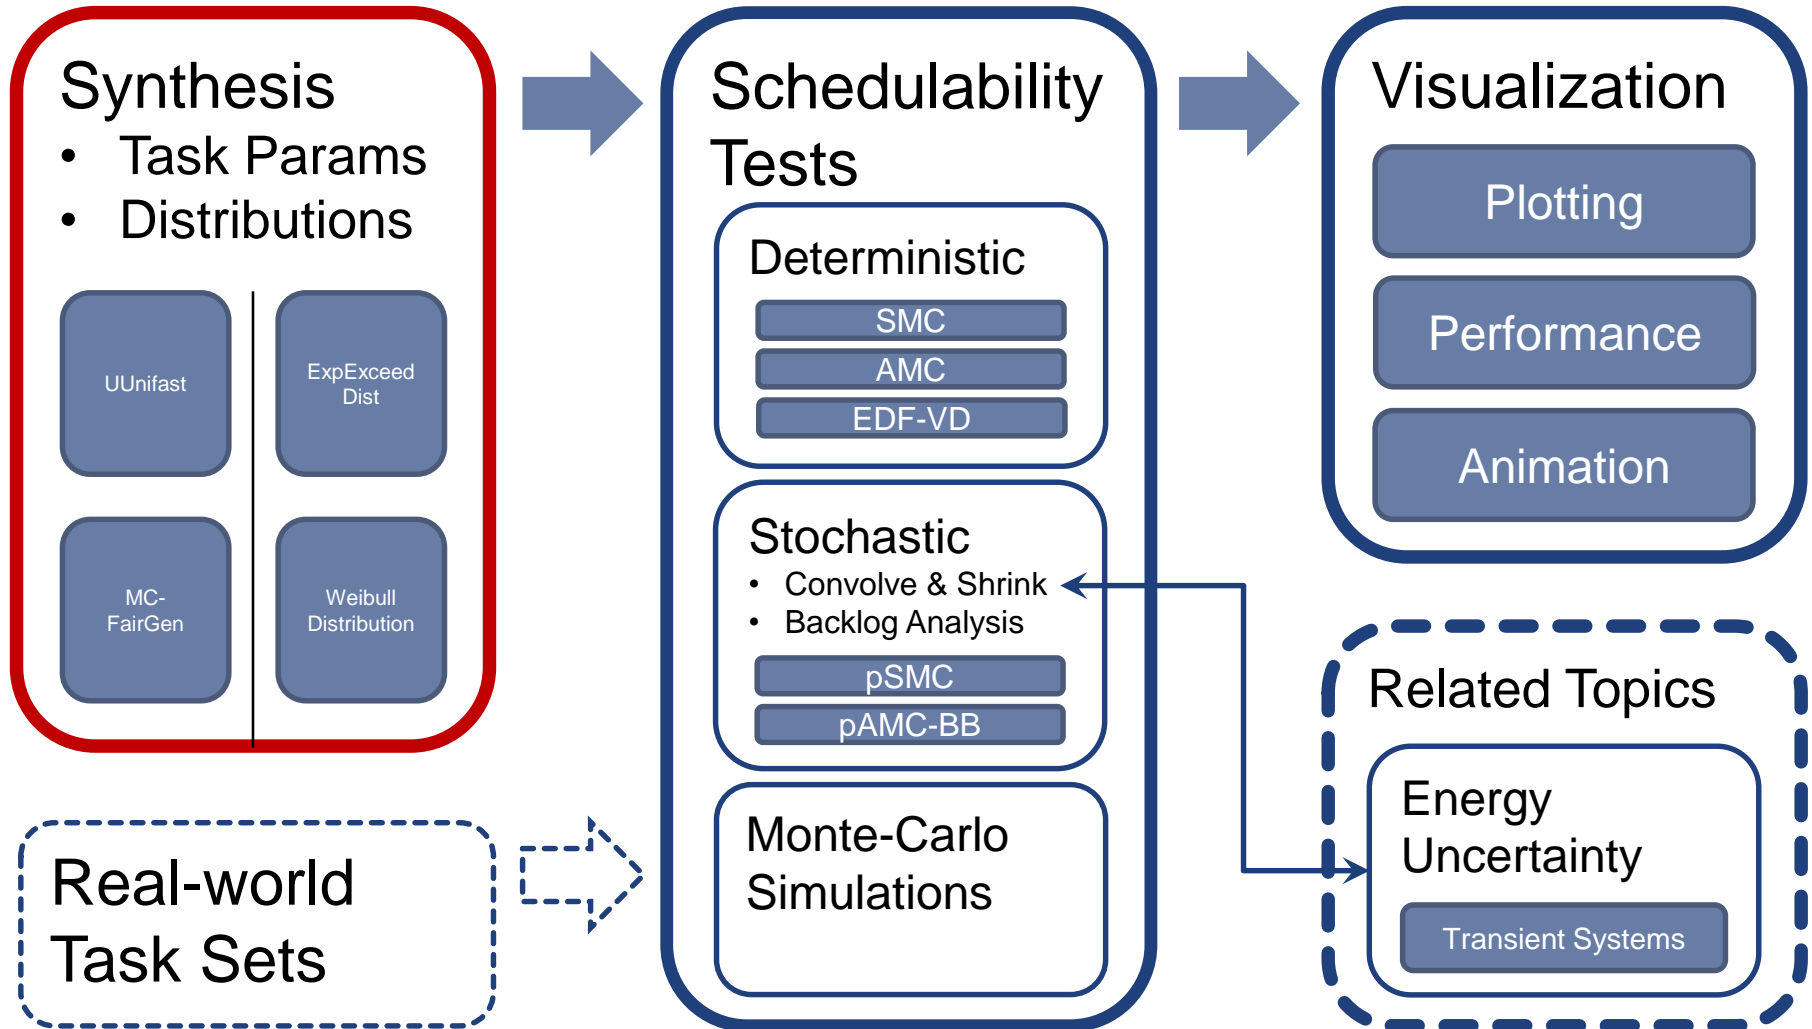 Synthesis
• Task Params
• Distributions
UUnifast
ExpExceed
Dist
MC-
FairGen
Weibull
Distribution
Real-world
Task Sets
Schedulability
Tests
Deterministic
SMC
AMC
EDF-VD
Stochastic
• Convolve & Shrink
• Backlog Analysis
pSMC
pAMC-BB
Monte-Carlo
Simulations
Visualization
Plotting
Performance
Animation
Related Topics
Energy
Uncertainty
Transient Systems